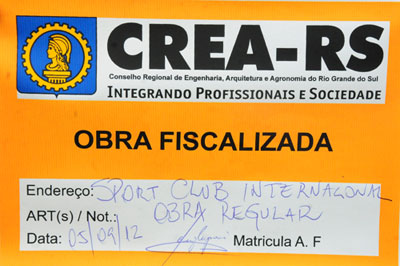 CREA-RS
Conselho Regional de Engenharia, Arquitetura e Agronomia do Rio Grande do Sul
INTEGRANDO PROFISSIONAIS E SOCIEDADE
OBRA FISCALIZADA
Endereço: SPORT CLUB INTERNACIONAL
ART(s) / Not.: OBRA REGULAR
Data: 05/09/12 Matricula A. F